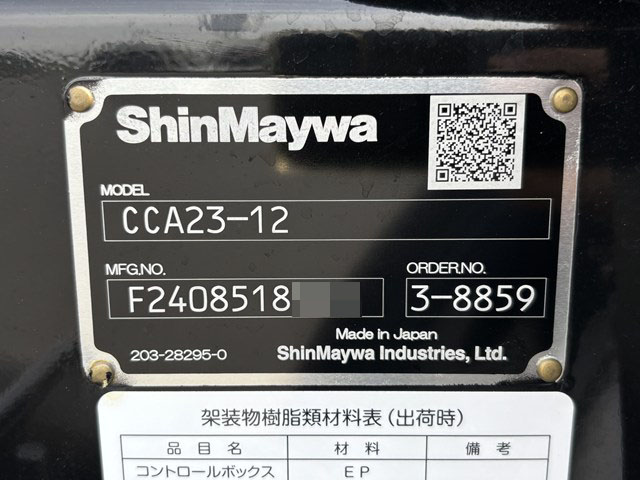 ShinMaywa
MODEL
CCA23-12
MFG.NO. ORDER.NO.
F2408518 3-8859
Made in Japan
203-28295-0 ShinMaywa Industries, Ltd.
架装物樹脂類材料表(出荷時)
品目名 材料 備考
コントロールボックス EP